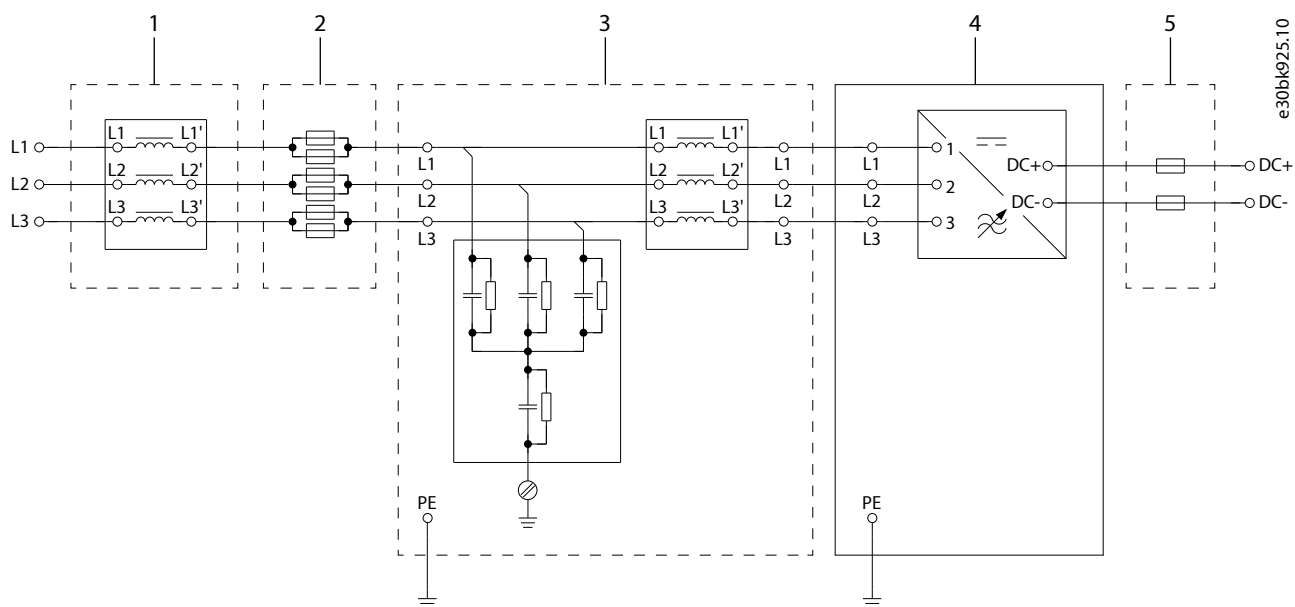 1 2 3 4 5
e30bk925.10
L1 L1 L1' L1 L1 L1' L1 L1 1 DC+ DC+
L2 L2 L2' L2 L2 L2' L2 L2 2 DC- DC-
L3 L3 L3' L3 L3 L3' L3 L3 3
PE PE